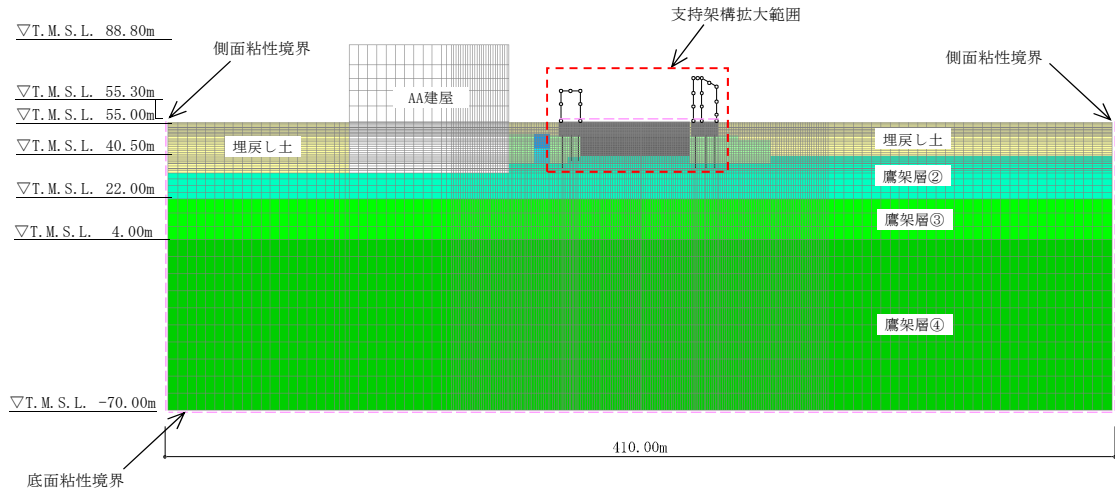 支持架構拡大範囲
▽T.M.S.L. 88.80m
側面粘性境界
側面粘性境界
▽T.M.S.L. 55.30m
AA建屋
▽T.M.S.L. 55.00m
埋戻し土
埋戻し土
▽T.M.S.L. 40.50m
鷹架層②
▽T.M.S.L. 22.00m
鷹架層③
▽T.M.S.L. 4.00m
鷹架層④
▽T.M.S.L. -70.00m
410.00m
底面粘性境界